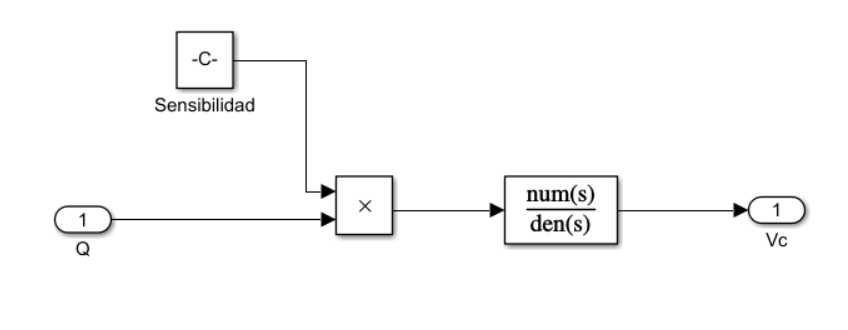 -C-
Sensibilidad
1
Q
×
num(s)
den(s)
1
Vc